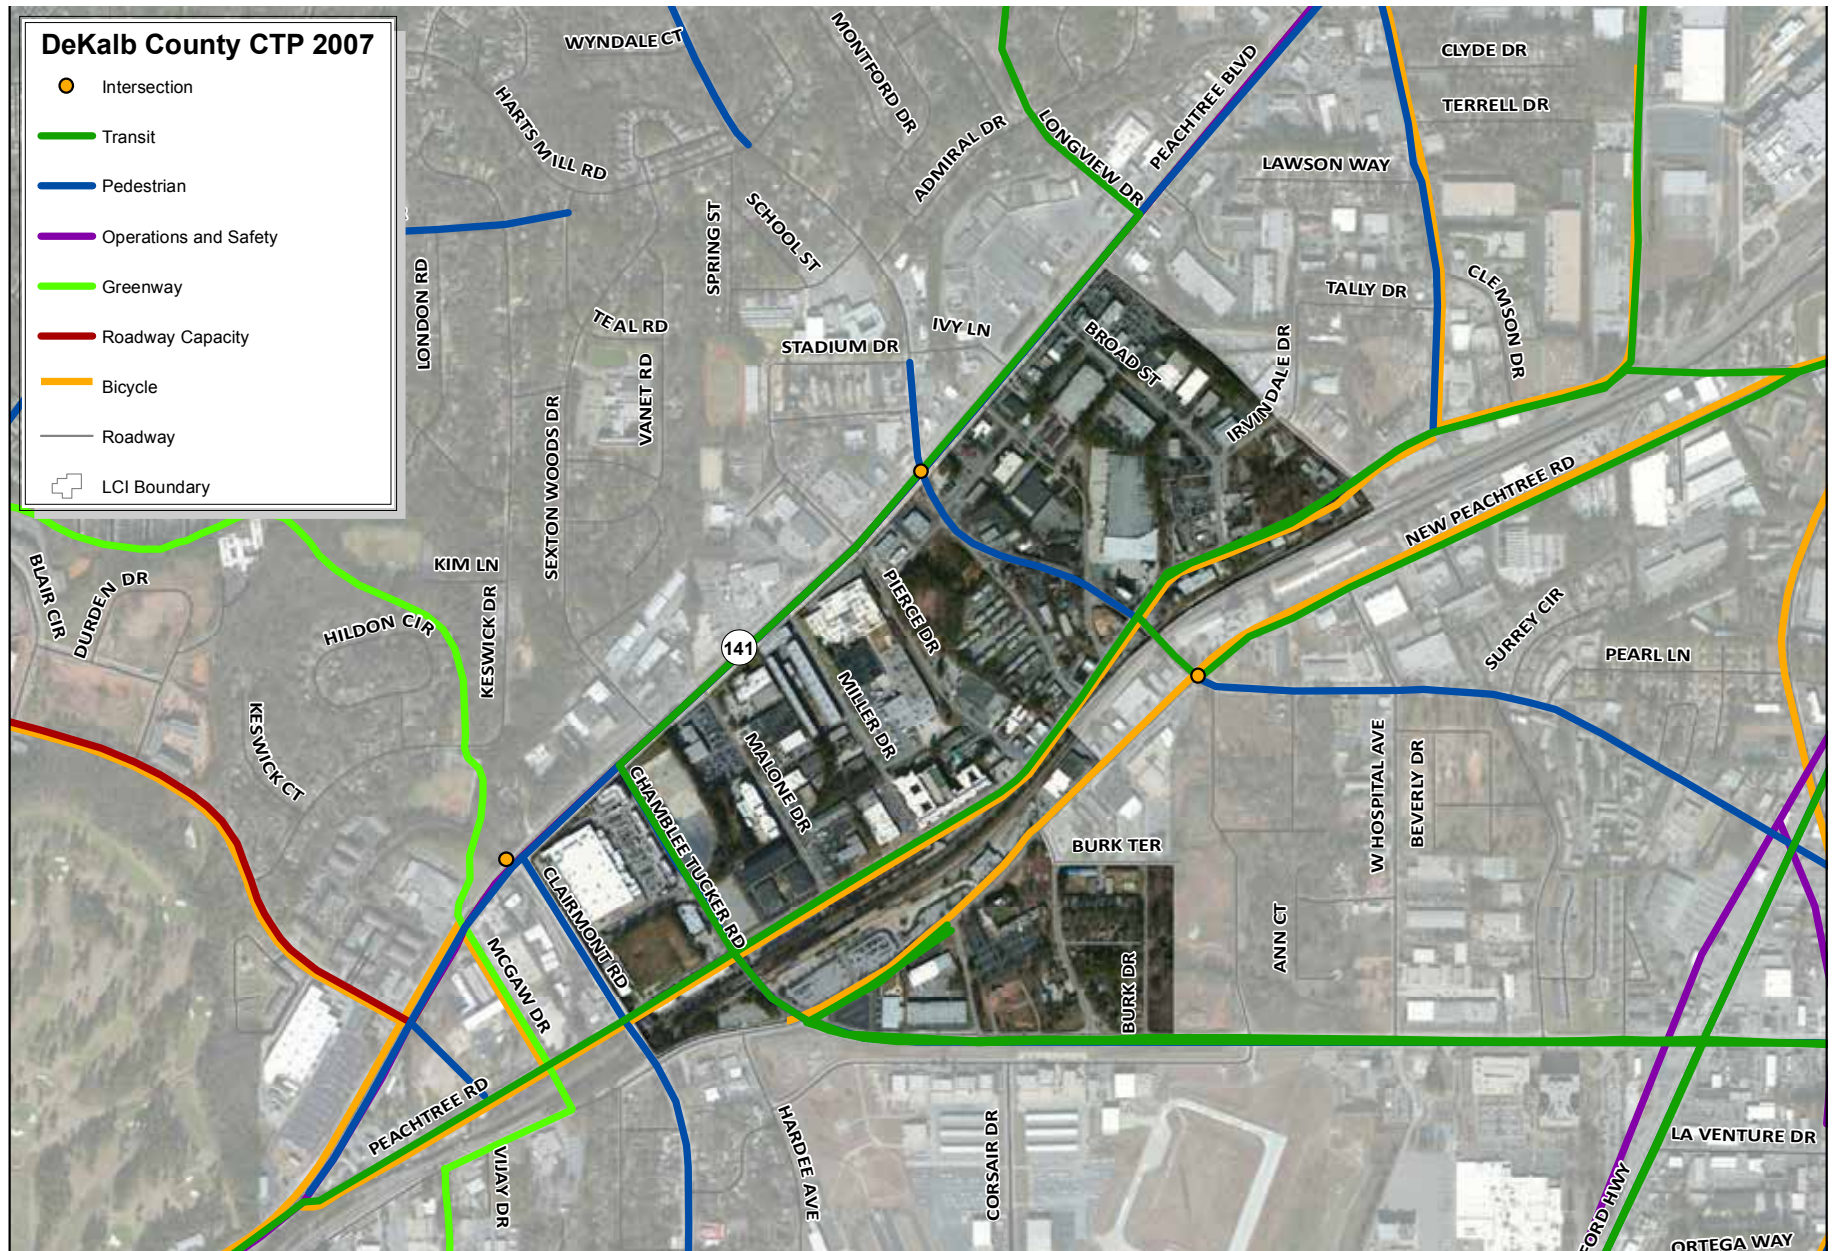 DeKalb County CTP 2007
Intersection
Transit
Pedestrian
Operations and Safety
Greenway
Roadway Capacity
Bicycle
Roadway
LCI Boundary
WYNDALE CT
MONTFORD DR
PEACHTREE BLVD
CLYDE DR
HARTS MILL RD
TERRELL DR
ADMIRAL DR
LONGVIEW DR
LAWSON WAY
SPRING ST
SCHOOL ST
LONDON RD
TEAL RD
IVY LN
STADIUM DR
TALLY DR
CLEMSON DR
BROAD ST
IRVINDALE DR
VANET RD
SEXTON WOODS DR
NEW PEACHTREE RD
BLAIR CIR
DURDEN DR
KIM LN
KESWICK DR
HILDON CIR
PIERCE DR
SURREY CIR
141
PEARL LN
KESWICK CT
MILLER DR
MALONE DR
CHAMBLEE TUCKER RD
W HOSPITAL AVE
BEVERLY DR
BURK TER
CLAIRMONT RD
MCGAW DR
ANN CT
BURK DR
PEACHTREE RD
VIJAY DR
HARDEE AVE
CORSAIR DR
LA VENTURE DR
FORD HWY
ORTEGA WAY